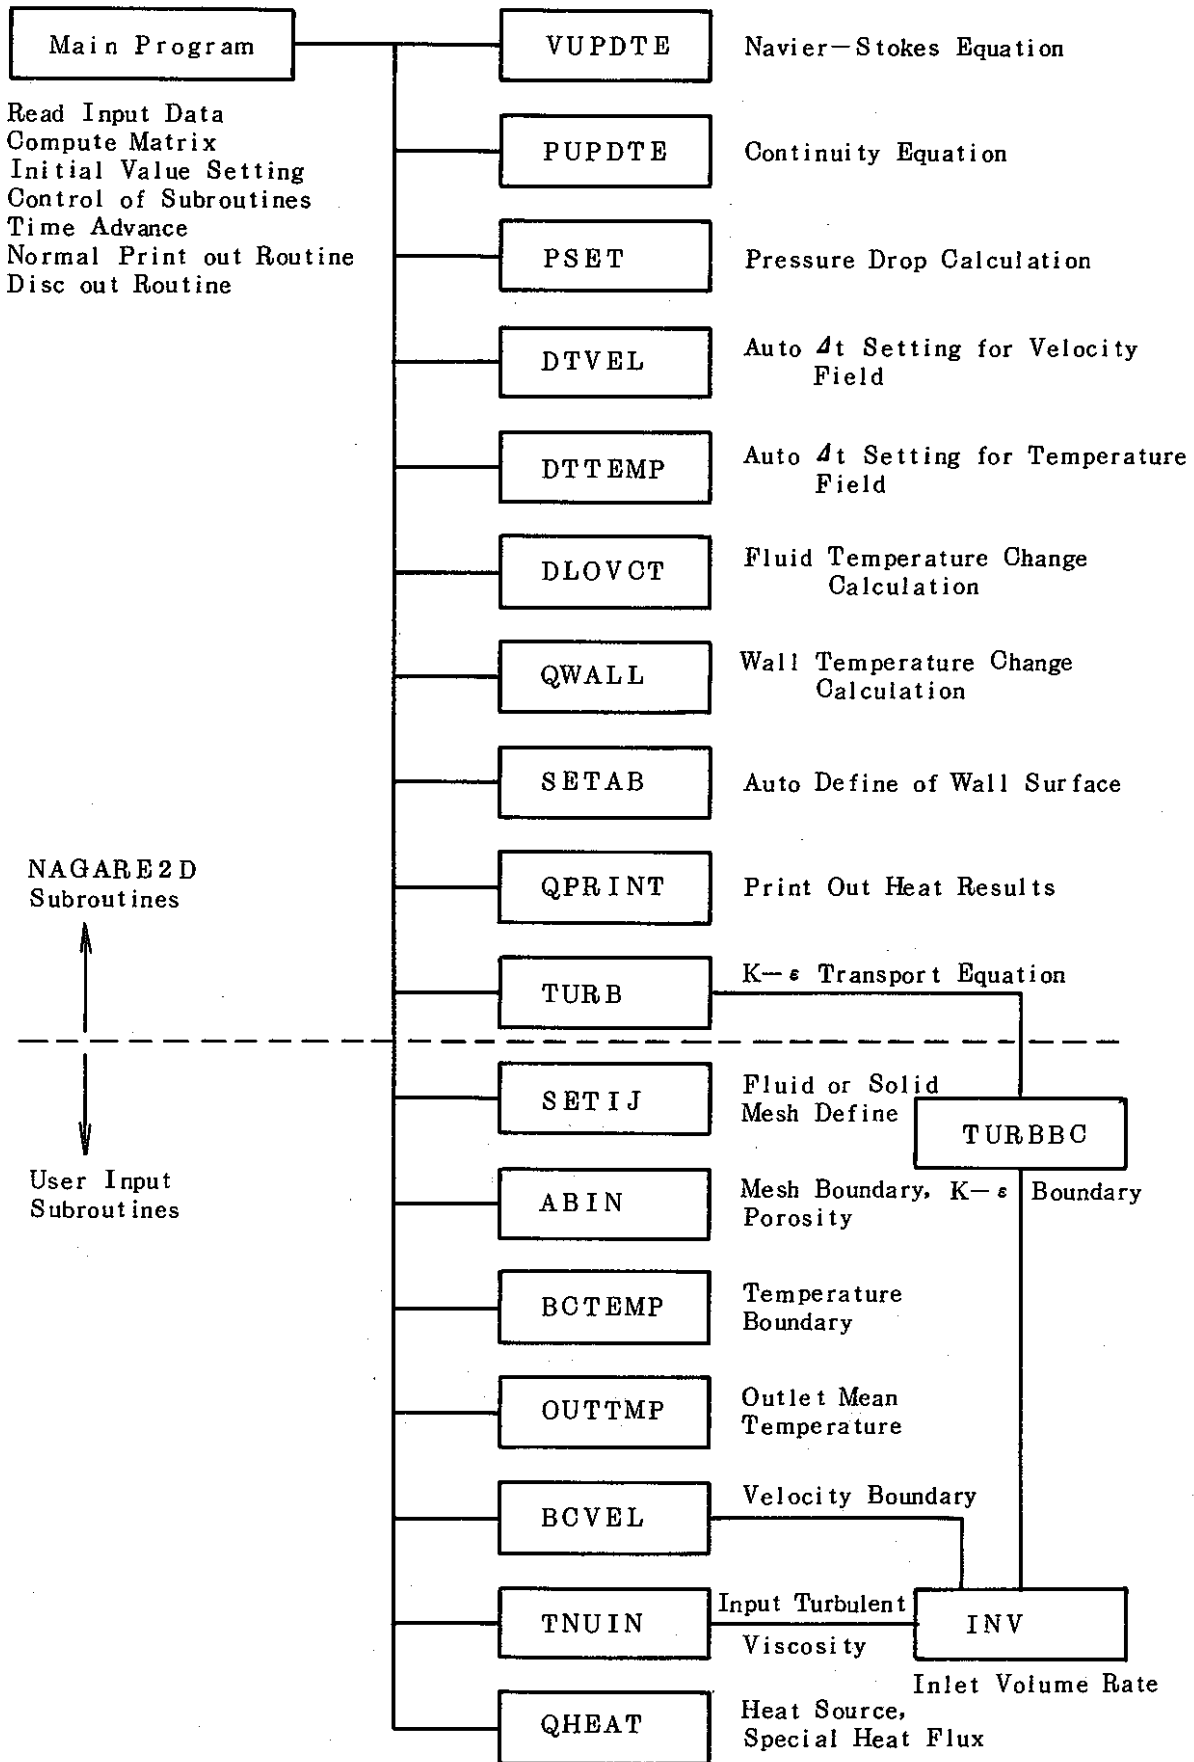 Main Program
Read Input Data
Compute Matrix
Initial Value Setting
Control of Subroutines
Time Advance
Normal Print out Routine
Disc out Routine
VUPDTE
Navier-Stokes Equation
PUPDTE
Continuity Equation
PSET
Pressure Drop Calculation
DTVEL
Auto Δt Setting for Velocity
Field
DTTEMP
Auto Δt Setting for Temperature
Field
DLOVCT
Fluid Temperature Change
Calculation
QWALL
Wall Temperature Change
Calculation
SETAB
Auto Define of Wall Surface
NAGARE2D
Subroutines
QPRINT
Print Out Heat Results
TURB
K-ε Transport Equation
User Input
Subroutines
SETIJ
Fluid or Solid
Mesh Define
TURBBC
K-ε Boundary
ABIN
Mesh Boundary,
Porosity
BCTEMP
Temperature
Boundary
OUTTMP
Outlet Mean
Temperature
BCVEL
Velocity Boundary
TNUIN
Input Turbulent
Viscosity
INV
Inlet Volume Rate
QHEAT
Heat Source,
Special Heat Flux